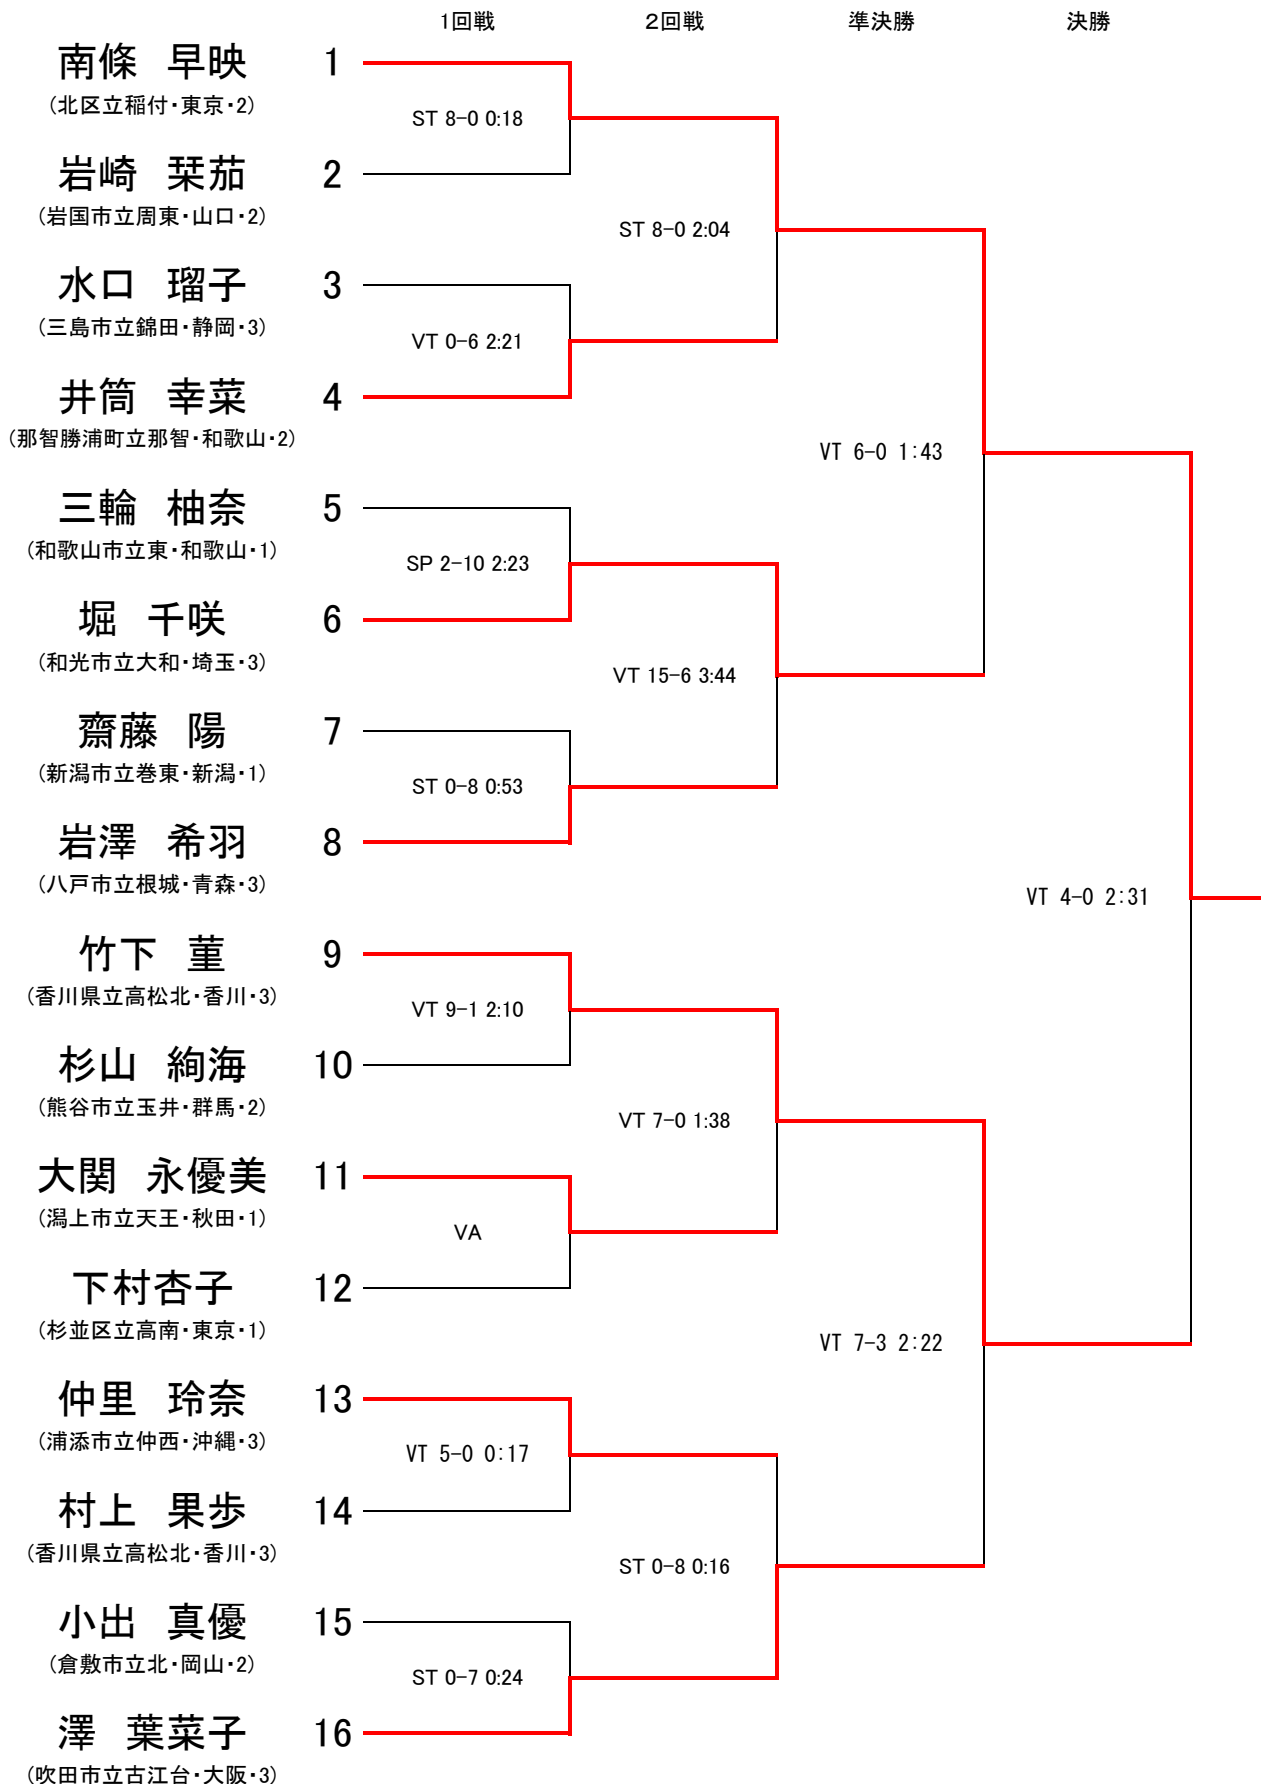 1回戦 2回戦 準決勝 決勝
南條 早映 1
(北区立稲付・東京・2)
ST 8-0 0:18
岩崎 栞茄 2
(岩国市立周東・山口・2)
ST 8-0 2:04
水口 瑠子 3
(三島市立錦田・静岡・3)
VT 0-6 2:21
井筒 幸菜 4
(那智勝浦町立那智・和歌山・2)
VT 6-0 1:43
三輪 柚奈 5
(和歌山市立東・和歌山・1)
SP 2-10 2:23
堀 千咲 6
(和光市立大和・埼玉・3)
VT 15-6 3:44
齋藤 陽 7
(新潟市立巻東・新潟・1)
ST 0-8 0:53
岩澤 希羽 8
(八戸市立根城・青森・3)
VT 4-0 2:31
竹下 菫 9
(香川県立高松北・香川・3)
VT 9-1 2:10
杉山 絢海 10
(熊谷市立玉井・群馬・2)
VT 7-0 1:38
大関 永優美 11
(潟上市立天王・秋田・1)
VA
下村杏子 12
(杉並区立高南・東京・1)
VT 7-3 2:22
仲里 玲奈 13
(浦添市立仲西・沖縄・3)
VT 5-0 0:17
村上 果歩 14
(香川県立高松北・香川・3)
ST 0-8 0:16
小出 真優 15
(倉敷市立北・岡山・2)
ST 0-7 0:24
澤 葉菜子 16
(吹田市立古江台・大阪・3)